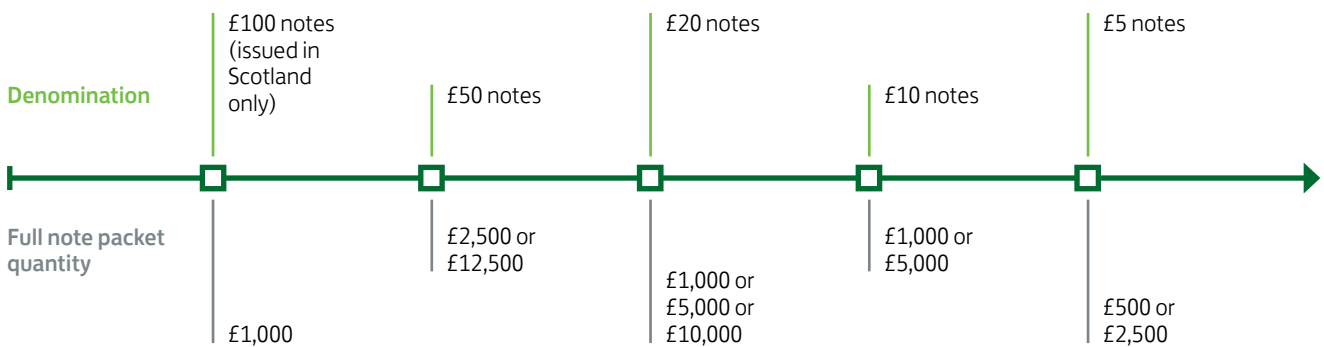 Denomination
£100 notes
(issued in
Scotland
only)
£50 notes
£20 notes
£10 notes
£5 notes
Full note packet
quantity
£1,000
£2,500 or
£12,500
£1,000 or
£5,000 or
£10,000
£1,000 or
£5,000
£500 or
£2,500